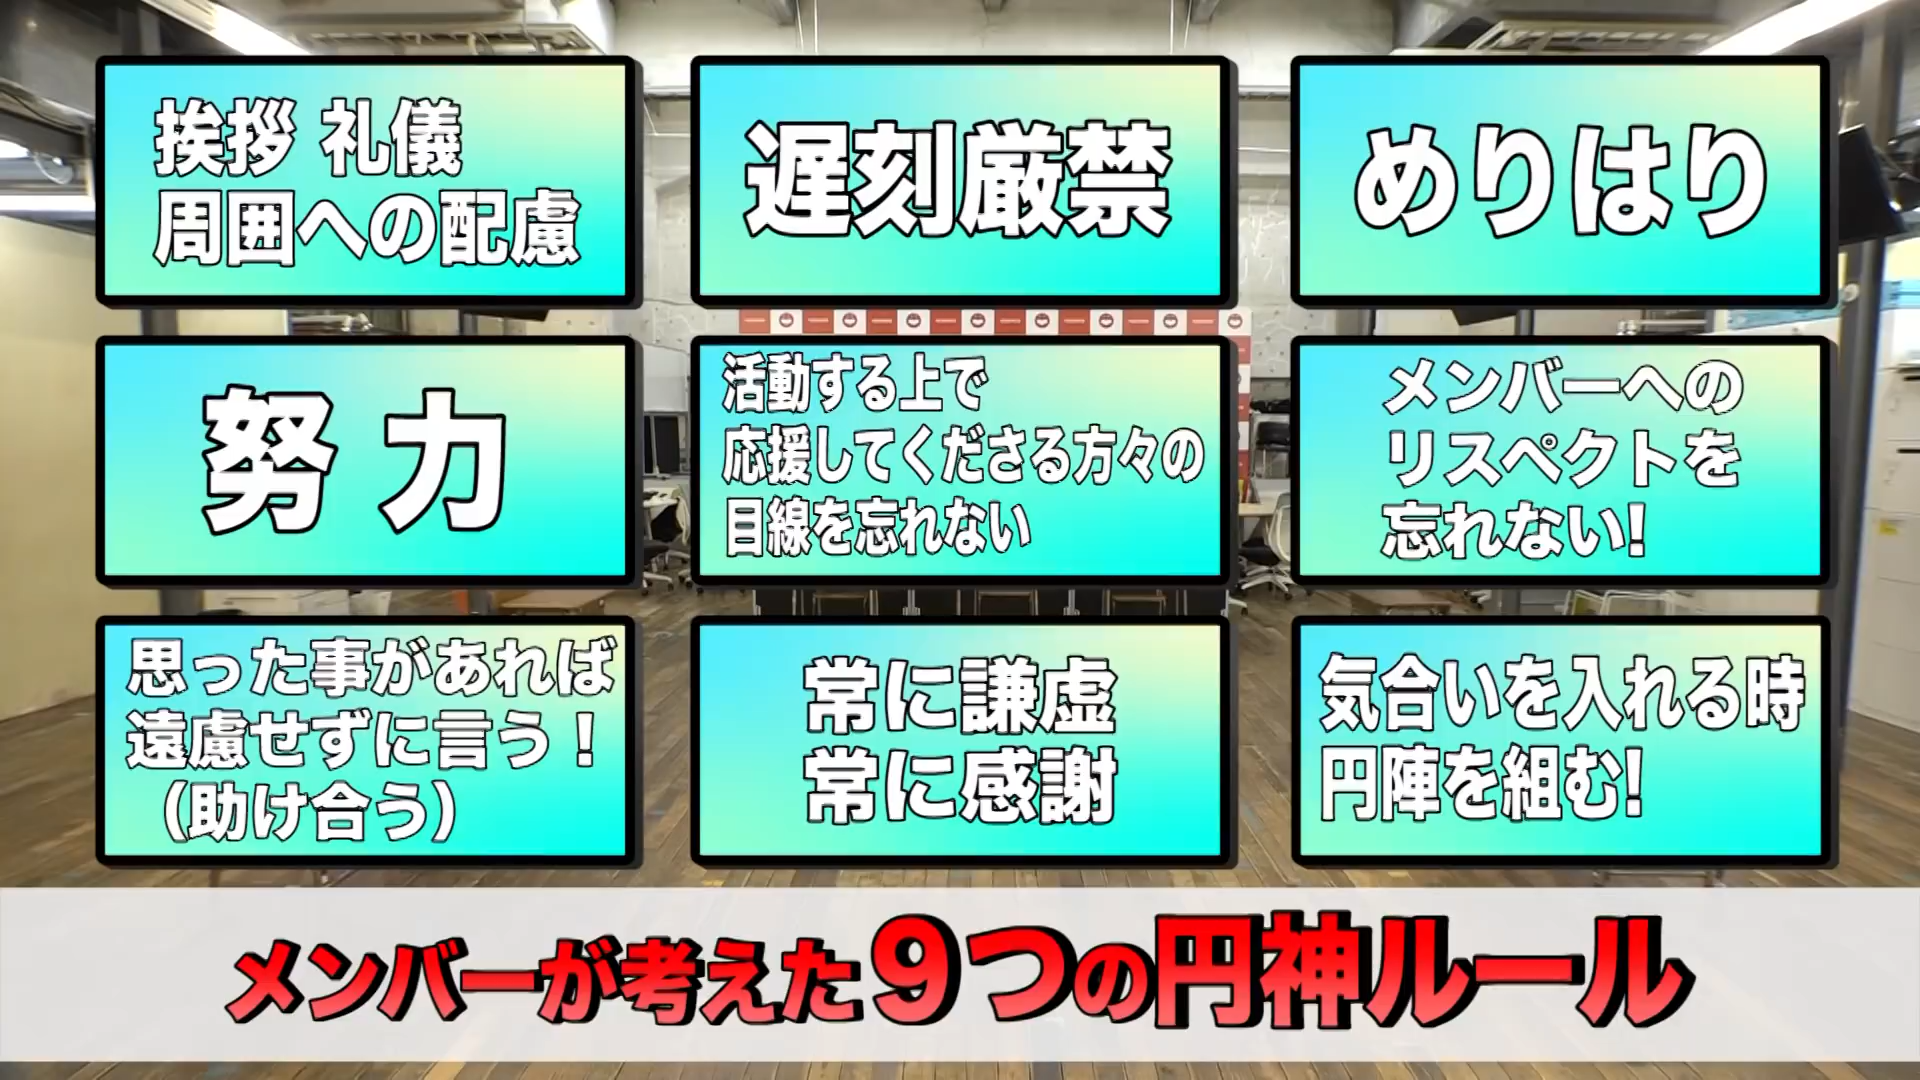 挨拶 礼儀
周囲への配慮
遅刻厳禁
めりはり
努力
活動する上で
応援してくださる方々の
目線を忘れない
メンバーへの
リスペクトを
忘れない!
思った事があれば
遠慮せずに言う！
（助け合う）
常に謙虚
常に感謝
気合いを入れる時
円陣を組む!
メンバーが考えた９つの円神ルール